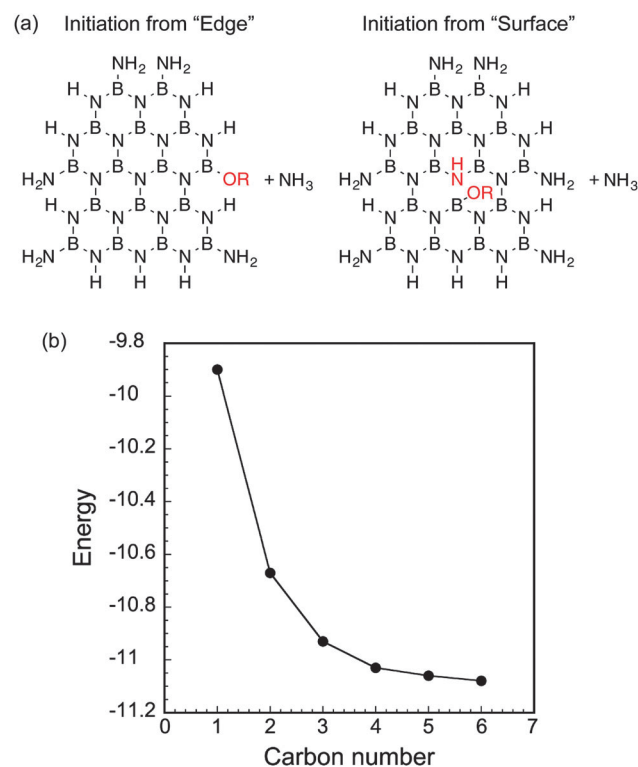 (a) Initiation from "Edge" Initiation from "Surface"
NH2 NH2
H B B H
N N N
H B B B H
N N N N
B B B B
H2N N N N OR + NH3
H B B B H
N N N N
B B B B
H2N N N N NH2
H H H
NH2 NH2
H B B H
N N N
H B B B H
N N N N
B B H B B
H2N N N N NH2 + NH3
OR
H B B B H
N N N N
B B B B
H2N N N N NH2
H H H
(b)
-9.8
-10
-10.2
-10.4
-10.6
-10.8
-11
-11.2
Energy
0 1 2 3 4 5 6 7
Carbon number